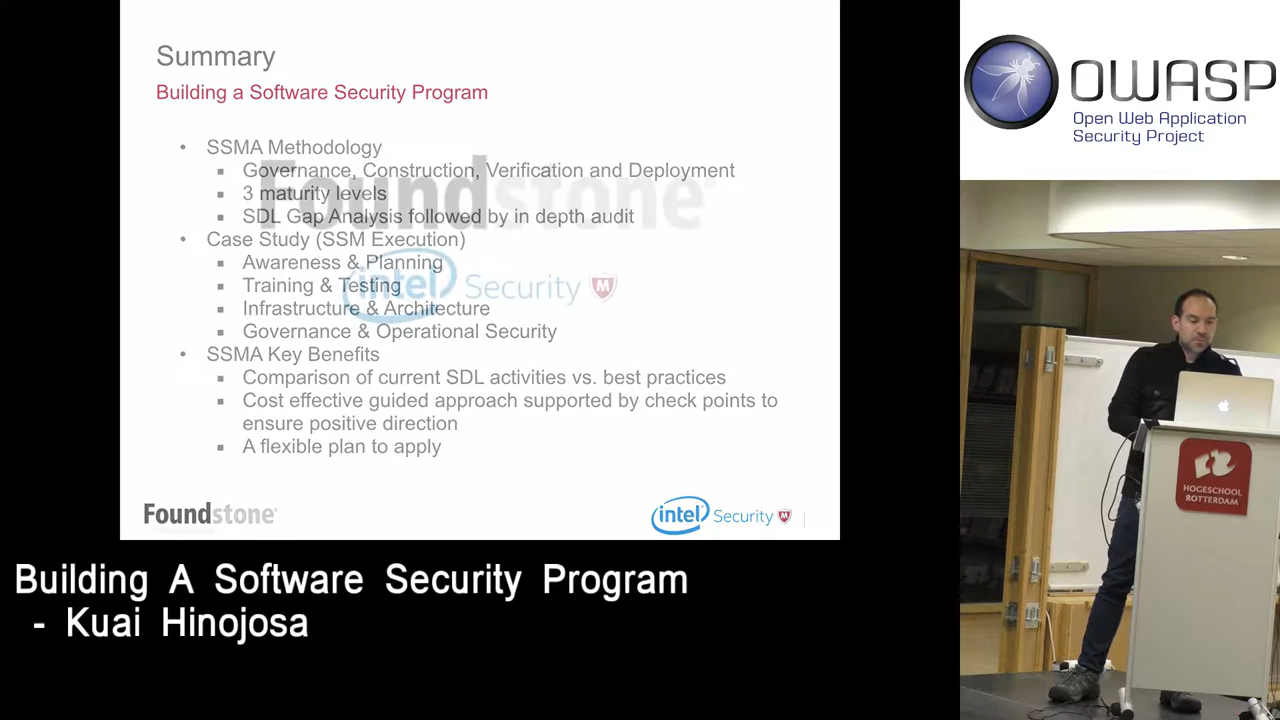 Summary
Building a Software Security Program
• SSMA Methodology
▪ Governance, Construction, Verification and Deployment
▪ 3 maturity levels
▪ SDL Gap Analysis followed by in depth audit
• Case Study (SSM Execution)
▪ Awareness & Planning
▪ Training & Testing
▪ Infrastructure & Architecture
▪ Governance & Operational Security
• SSMA Key Benefits
▪ Comparison of current SDL activities vs. best practices
▪ Cost effective guided approach supported by check points to
ensure positive direction
▪ A flexible plan to apply
Foundstone
intel Security
Foundstone
intel Security
Building A Software Security Program
- Kuai Hinojosa
OWASP
Open Web Application
Security Project
HOGESCHOOL
ROTTERDAM